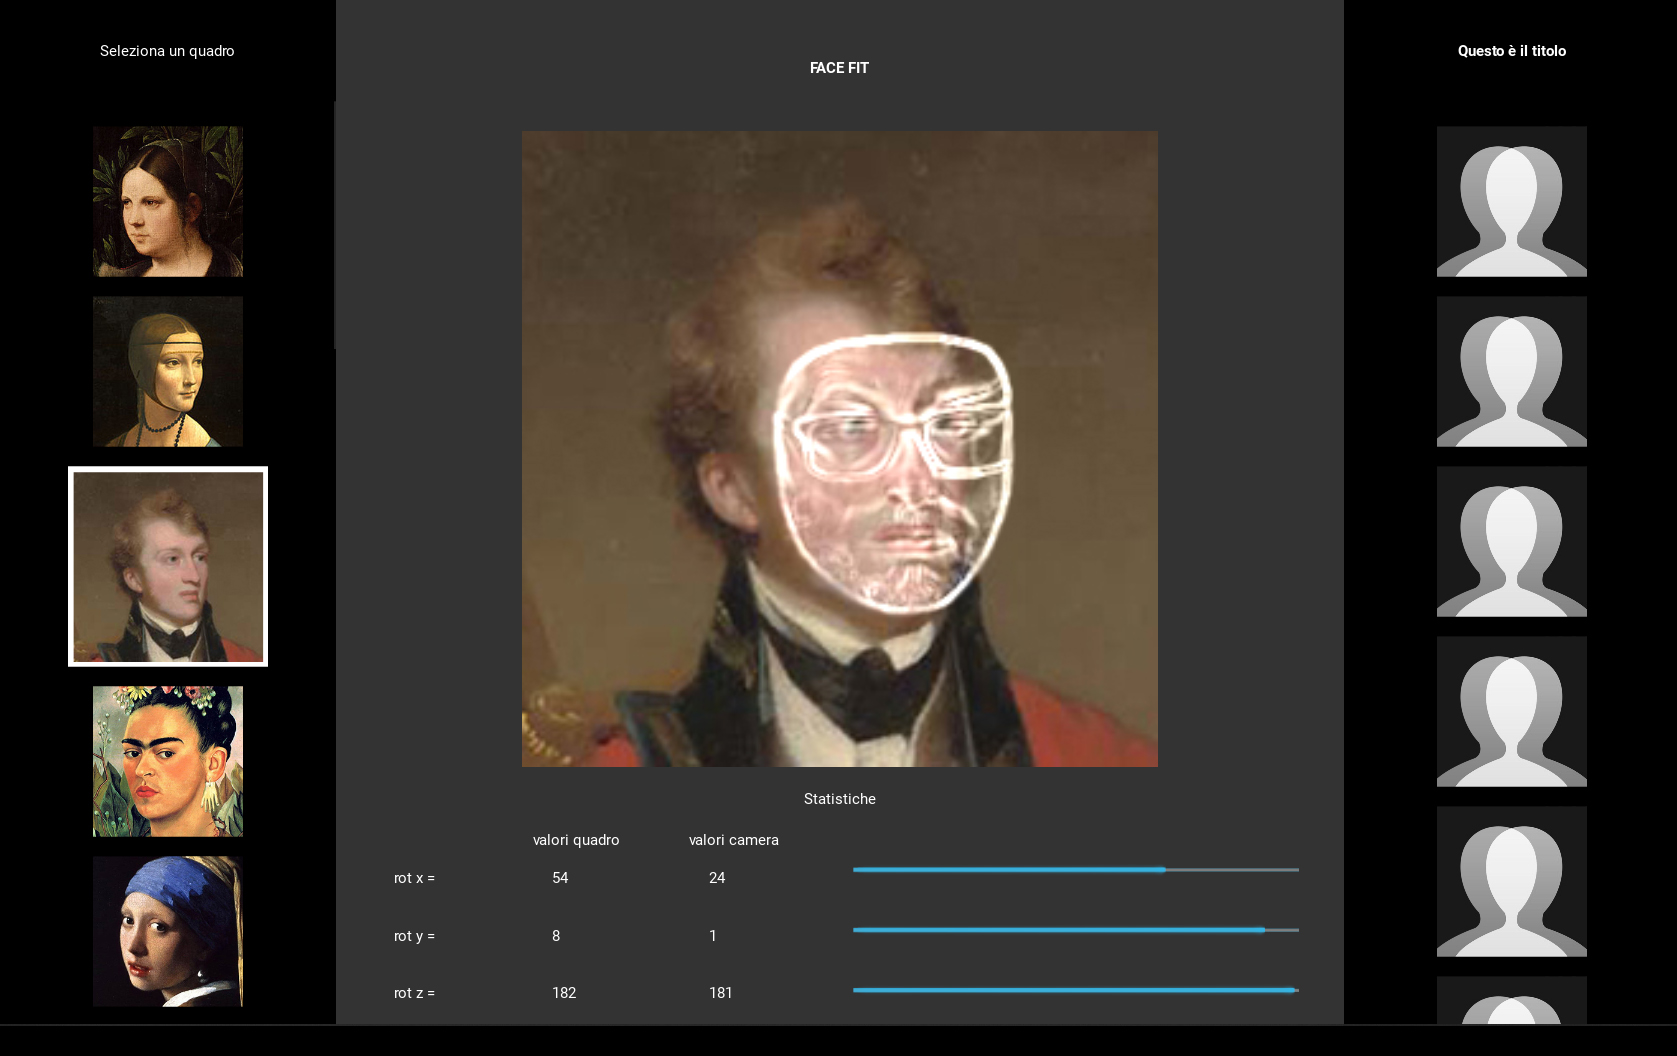 Seleziona un quadro
FACE FIT
Questo è il titolo
Statistiche
valori quadro valori camera
rot x = 54 24
rot y = 8 1
rot z = 182 181